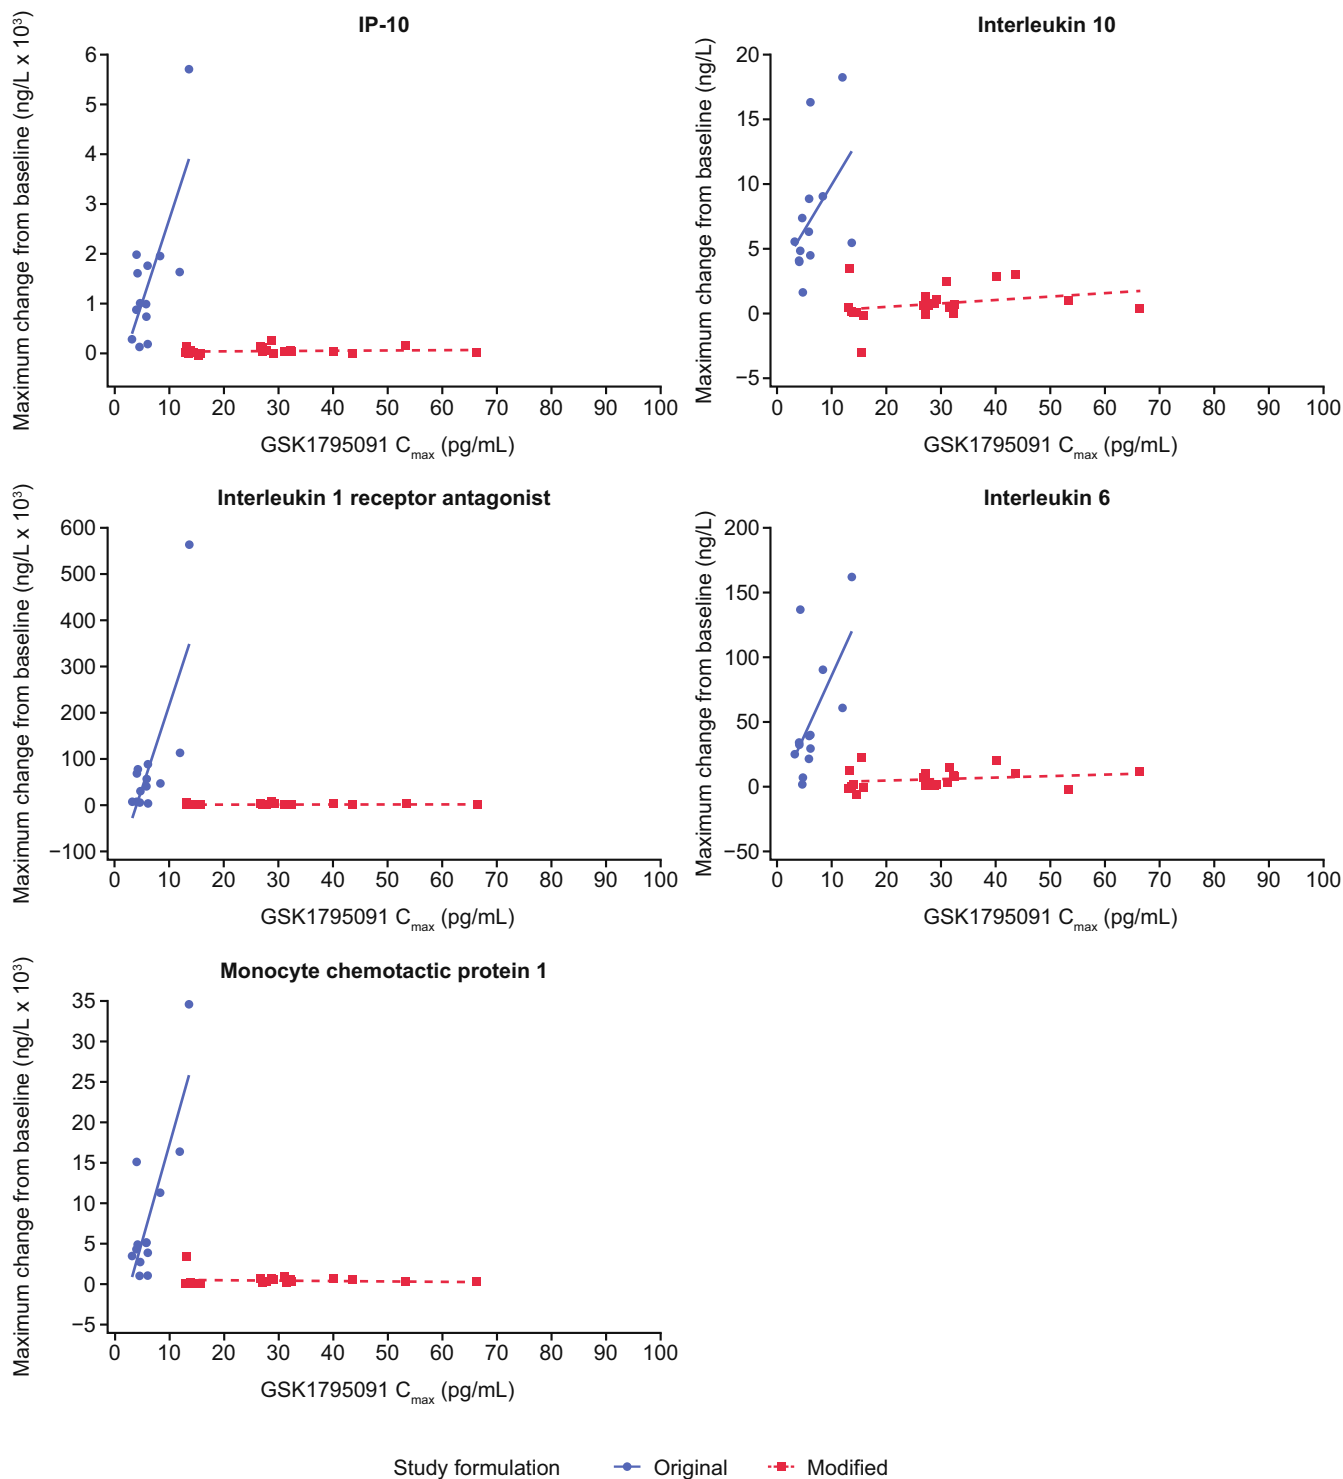 IP-10
Maximum change from baseline (ng/L x 10³)
6
5
4
3
2
1
0
0 10 20 30 40 50 60 70 80 90 100
GSK1795091 Cmax (pg/mL)
Interleukin 10
Maximum change from baseline (ng/L)
20
15
10
5
0
−5
0 10 20 30 40 50 60 70 80 90 100
GSK1795091 Cmax (pg/mL)
Interleukin 1 receptor antagonist
Maximum change from baseline (ng/L x 10³)
600
500
400
300
200
100
0
−100
0 10 20 30 40 50 60 70 80 90 100
GSK1795091 Cmax (pg/mL)
Interleukin 6
Maximum change from baseline (ng/L)
200
150
100
50
0
−50
0 10 20 30 40 50 60 70 80 90 100
GSK1795091 Cmax (pg/mL)
Monocyte chemotactic protein 1
Maximum change from baseline (ng/L x 10³)
35
30
25
20
15
10
5
0
−5
0 10 20 30 40 50 60 70 80 90 100
GSK1795091 Cmax (pg/mL)
Study formulation Original Modified